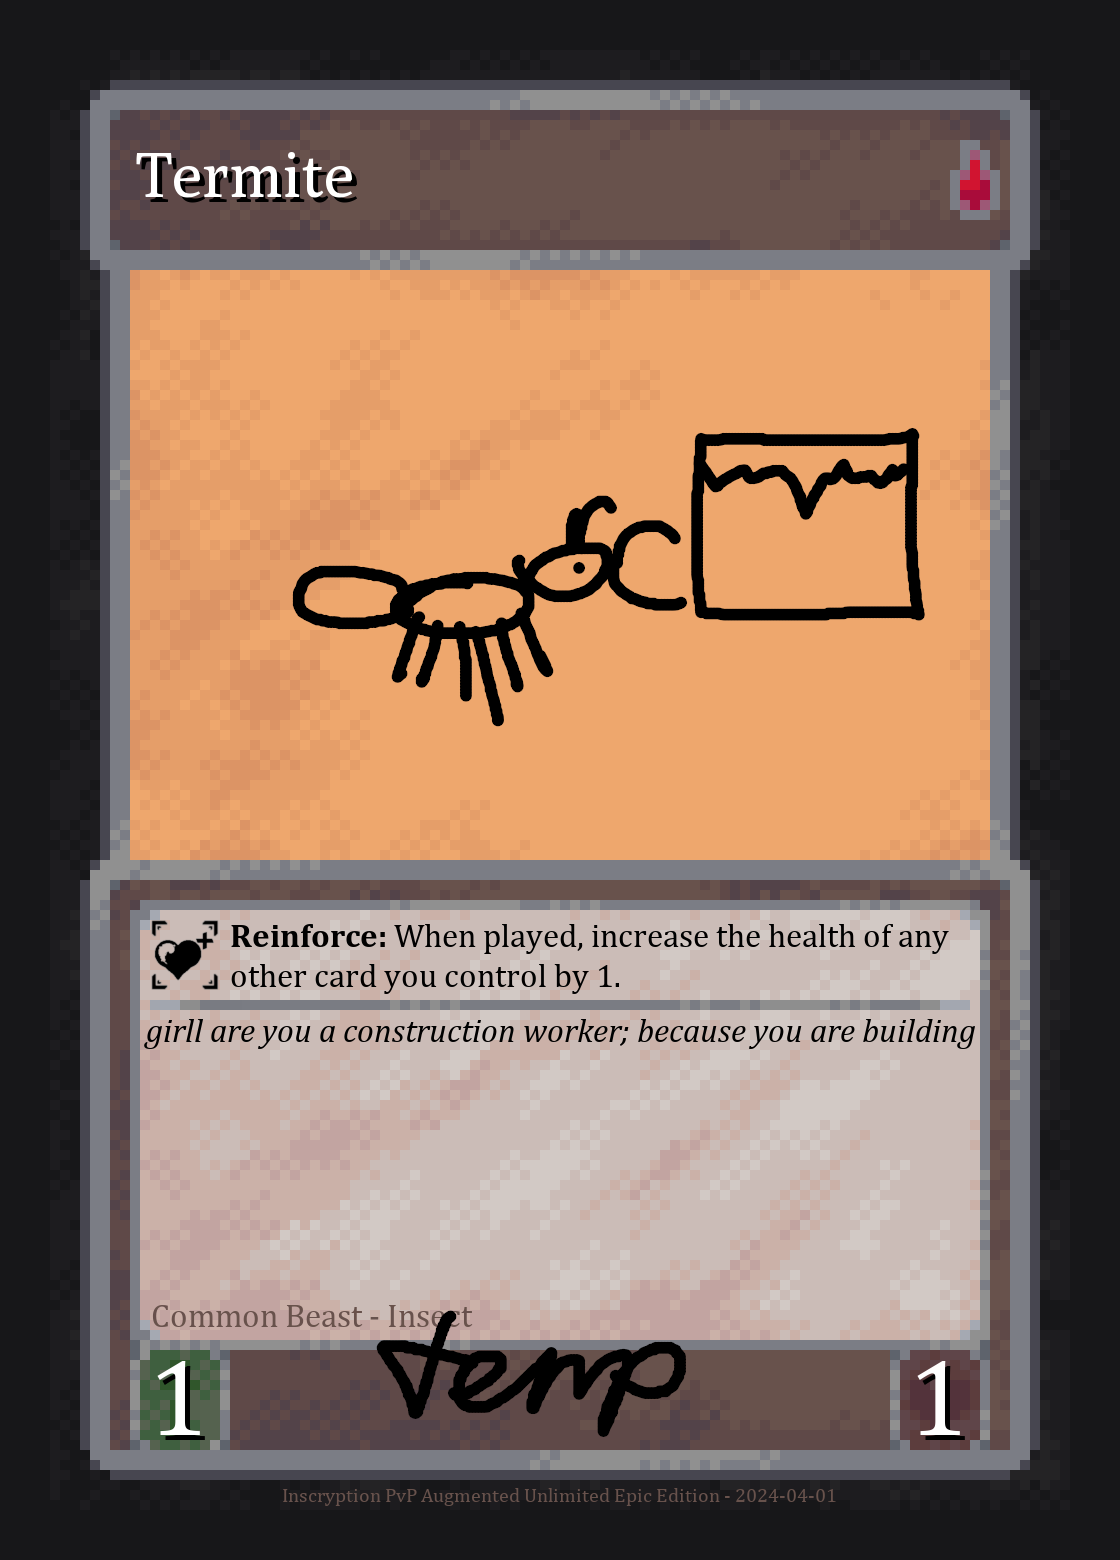 Termite
Reinforce: When played, increase the health of any
other card you control by 1.
girll are you a construction worker; because you are building
Common Beast - Insect
1
temp
1
Inscryption PvP Augmented Unlimited Epic Edition - 2024-04-01